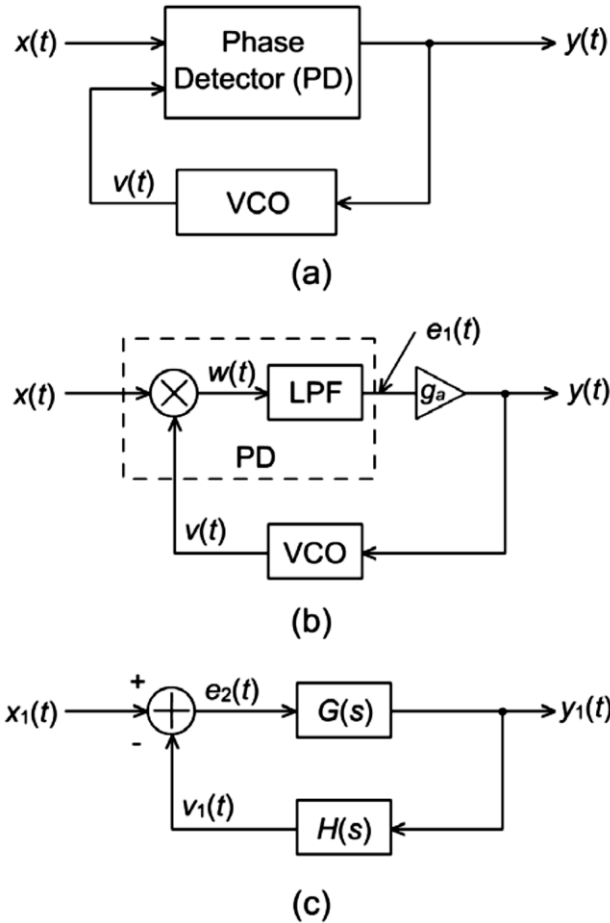 x(t)
Phase
Detector (PD)
y(t)
v(t)
VCO
(a)
e₁(t)
x(t)
w(t)
LPF
gₐ
y(t)
PD
v(t)
VCO
(b)
+
x₁(t)
e₂(t)
G(s)
y₁(t)
-
v₁(t)
H(s)
(c)